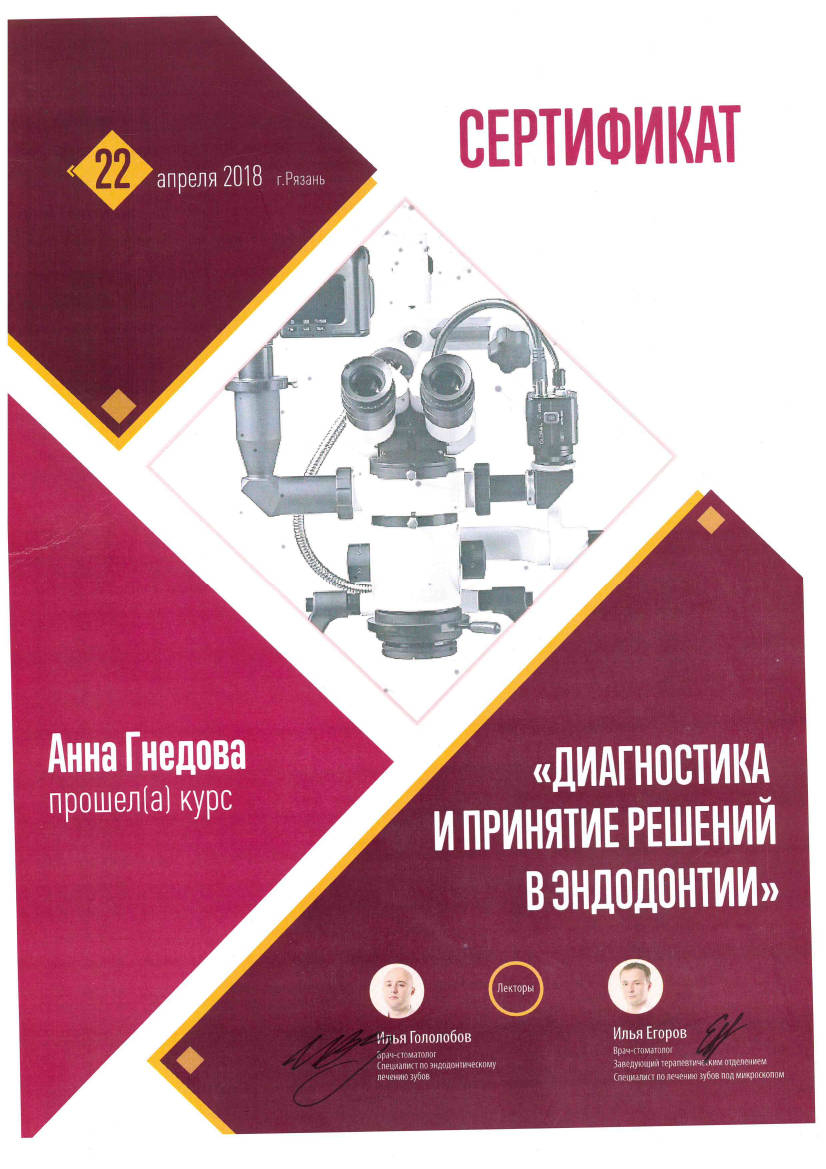 СЕРТИФИКАТ
22 апреля 2018 г.Рязань
Анна Гнедова
прошел(а) курс
«ДИАГНОСТИКА
И ПРИНЯТИЕ РЕШЕНИЙ
В ЭНДОДОНТИИ»
Лекторы
Илья Гололобов
Врач-стоматолог
Специалист по эндодонтическому
лечению зубов
Илья Егоров
Врач-стоматолог
Заведующий терапевтическим отделением
Специалист по лечению зубов под микроскопом